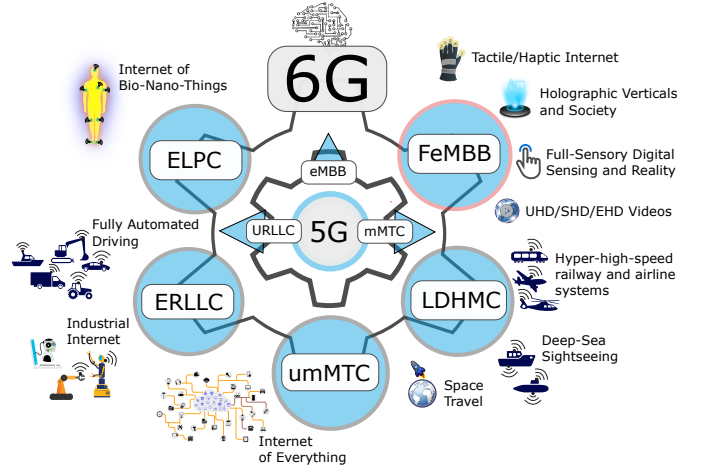 6G
Internet of
Bio-Nano-Things
Tactile/Haptic Internet
Holographic Verticals
and Society
ELPC
FeMBB
Full-Sensory Digital
Sensing and Reality
eMBB
UHD/SHD/EHD Videos
Fully Automated
Driving
URLLC
5G
mMTC
Hyper-high-speed
railway and airline
systems
ERLLC
LDHMC
Industrial
Internet
Deep-Sea
Sightseeing
umMTC
Space
Travel
Internet
of Everything